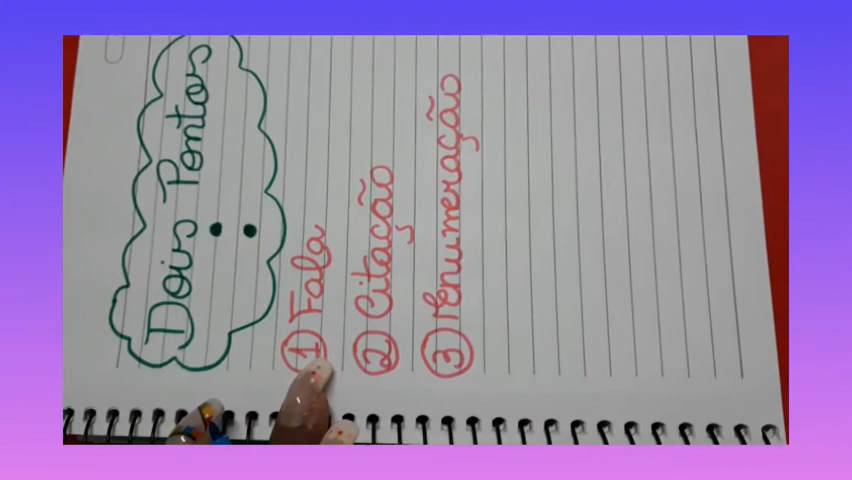 Dois Pontos
:
① Fala
② Citação
③ enumeração